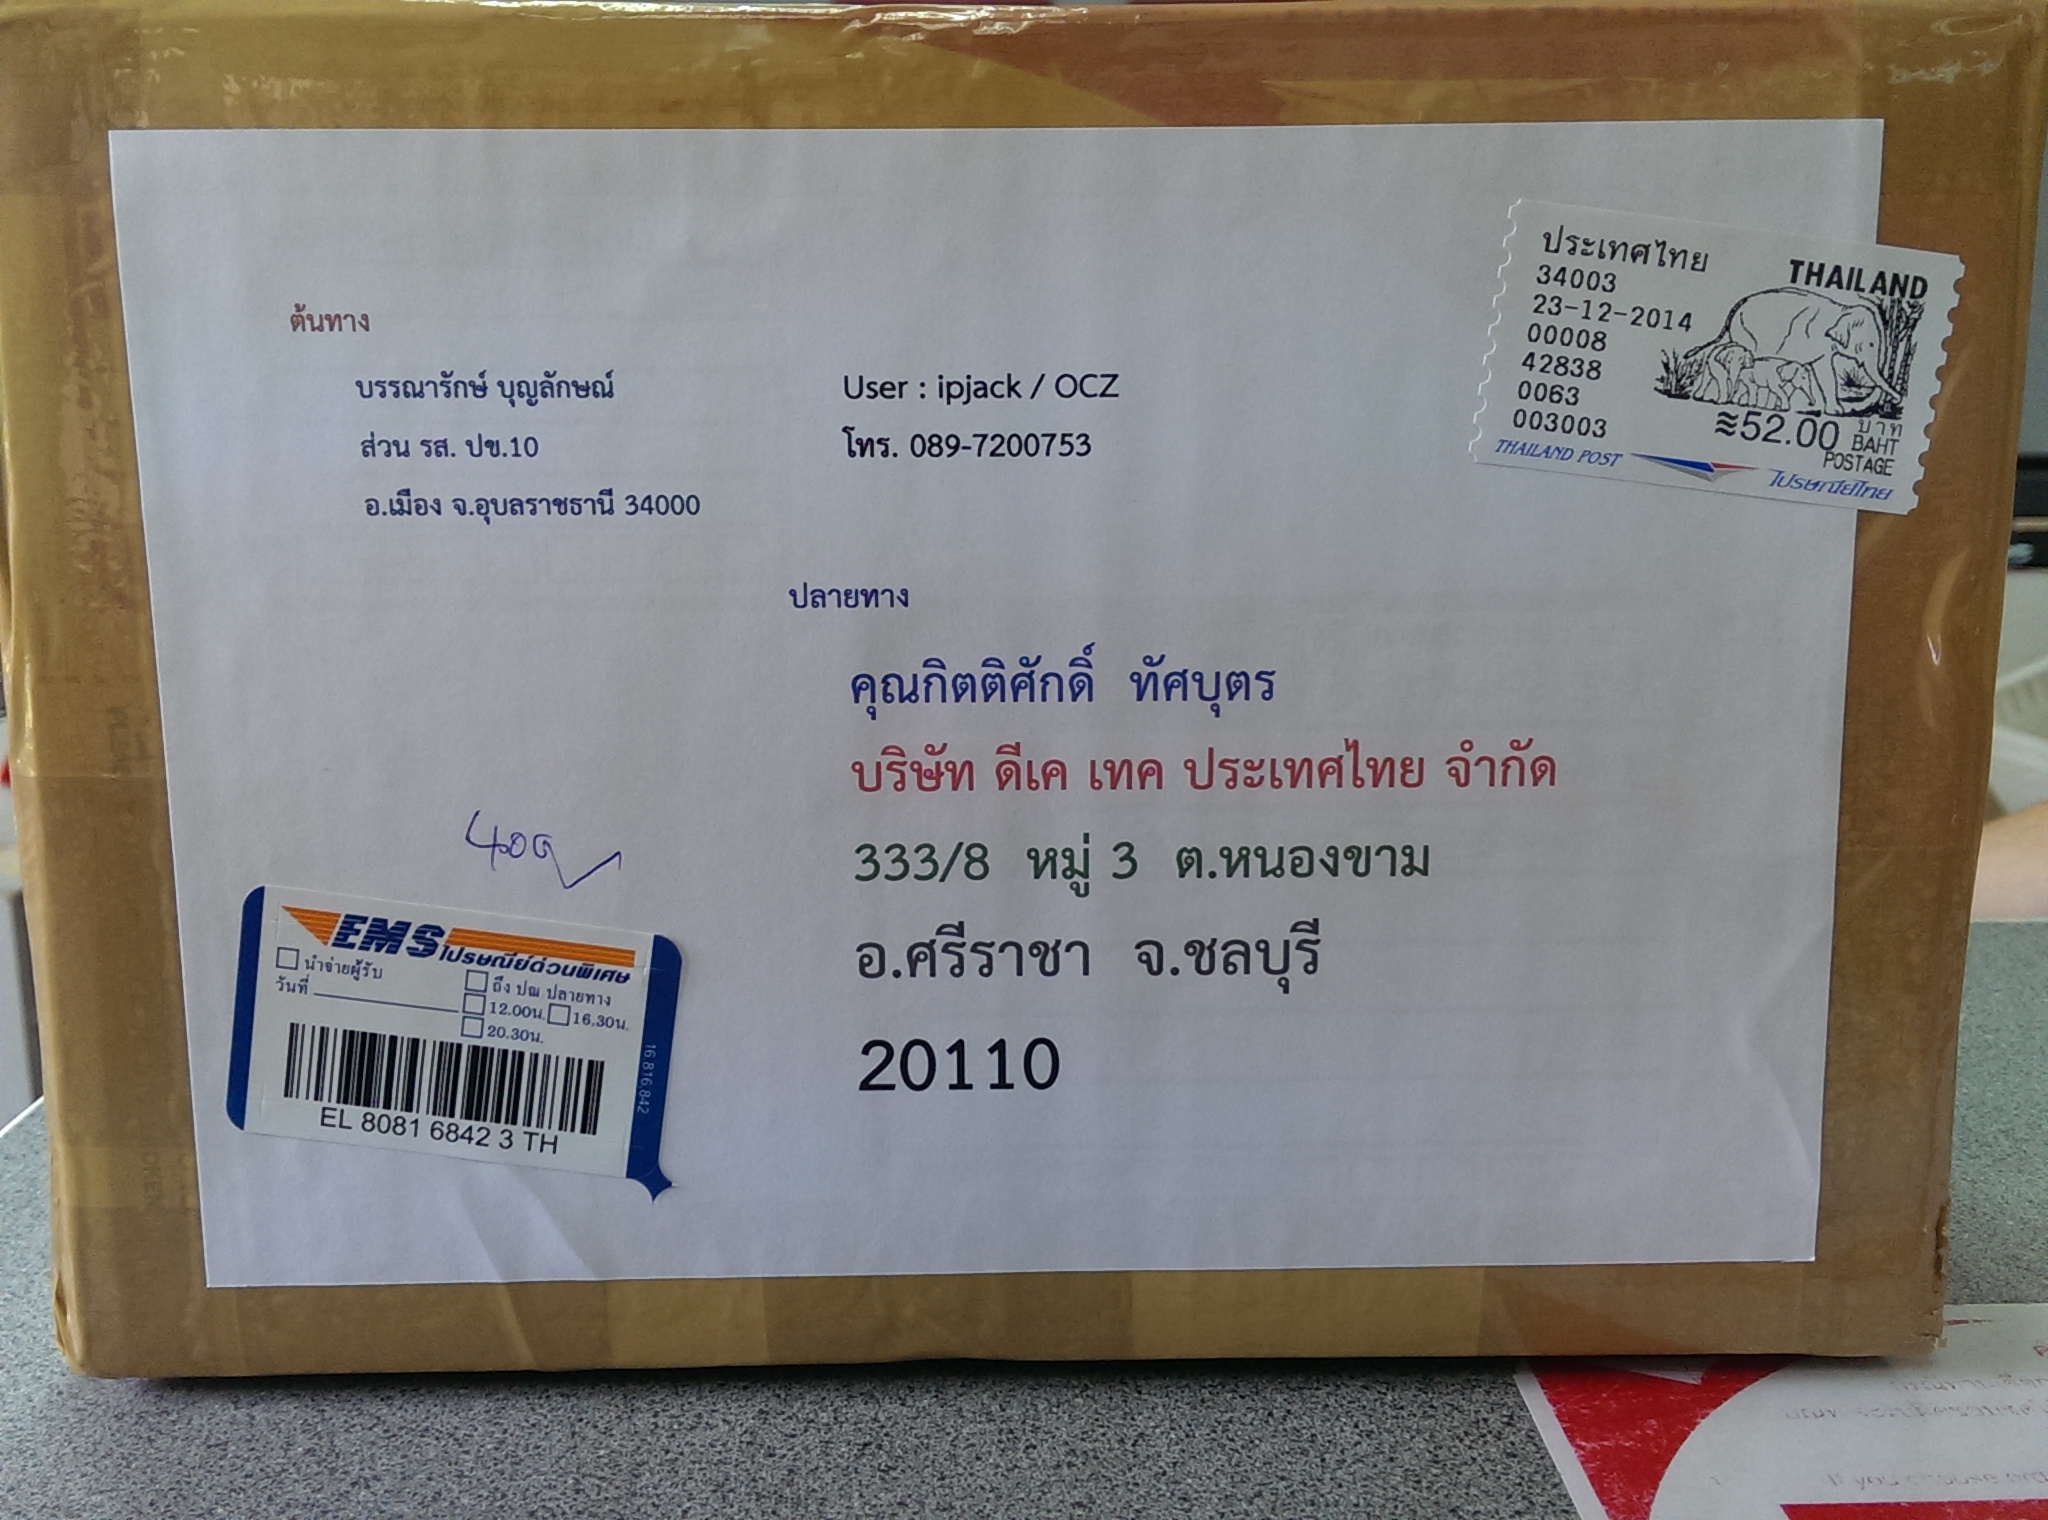 ต้นทาง
บรรณารักษ์ บุญลักษณ์
ส่วน รส. ปข.10
อ.เมือง จ.อุบลราชธานี 34000
User : ipjack / OCZ
โทร. 089-7200753
ประเทศไทย
THAILAND
34003
23-12-2014
00008
42838
0063
003003
≈52.00 บาท
BAHT
POSTAGE
THAILAND POST ไปรษณีย์ไทย
ปลายทาง
คุณกิตติศักดิ์ ทัศบุตร
บริษัท ดีเค เทค ประเทศไทย จำกัด
333/8 หมู่ 3 ต.หนองขาม
อ.ศรีราชา จ.ชลบุรี
20110
EMS
ไปรษณีย์ด่วนพิเศษ
นำจ่ายผู้รับ
วันที่
ถึง ปณ ปลายทาง
12.00น. 16.30น.
20.30น.
EL 8081 6842 3 TH
16.816.842